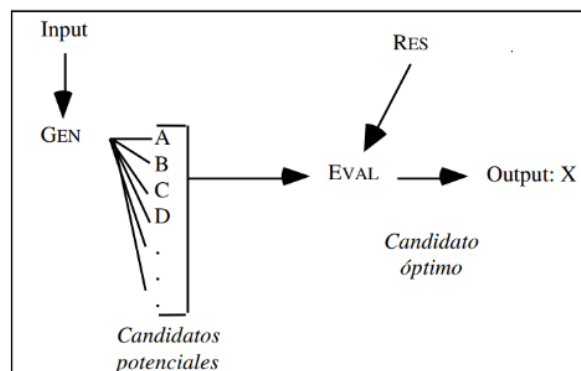 Input
RES
GEN
A
B
C
D
.
.
.
EVAL
Output: X
Candidato
óptimo
Candidatos
potenciales